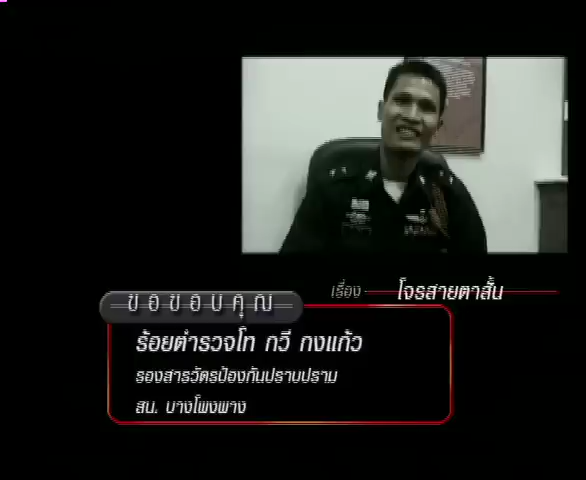 เรื่อง โจรสายตาสั้น
ขอขอบคุณ
ร้อยตำรวจโท กวี กงแก้ว
รองสารวัตรป้องกันปราบปราม
สน. บางโพงพาง